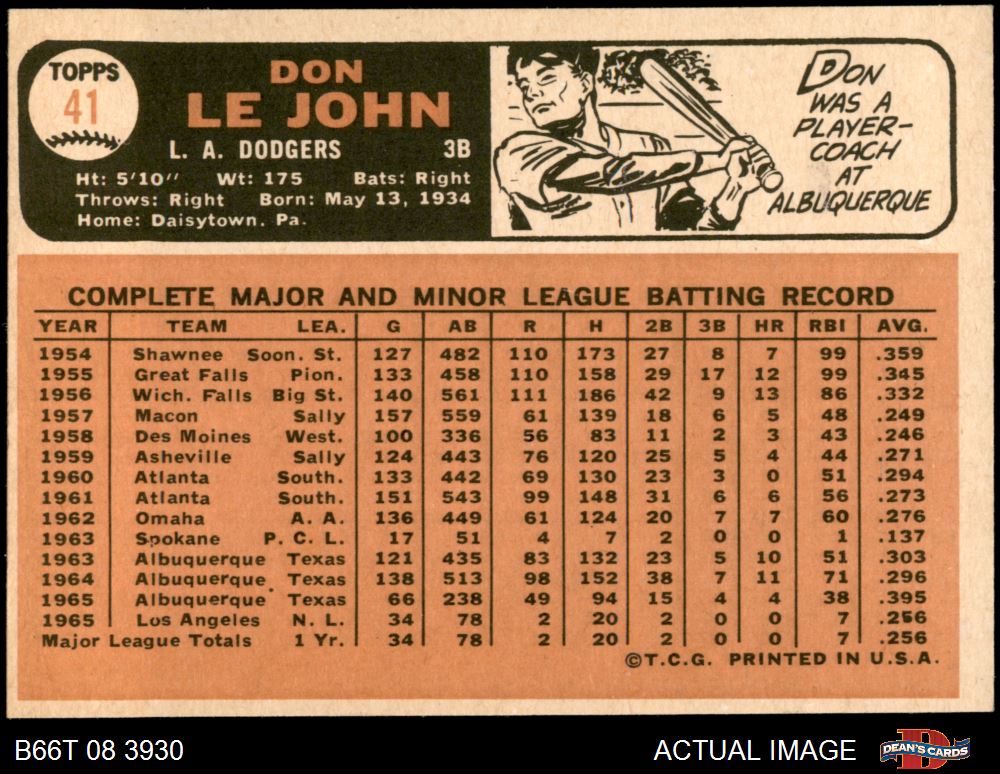 TOPPS
41
DON
LE JOHN
L. A. DODGERS 3B
Ht: 5'10" Wt: 175 Bats: Right
Throws: Right Born: May 13, 1934
Home: Daisytown. Pa.
DON
WAS A
PLAYER-
COACH
AT
ALBUQUERQUE
COMPLETE MAJOR AND MINOR LEAGUE BATTING RECORD
YEAR TEAM LEA. G AB R H 2B 3B HR RBI AVG.
1954 Shawnee Soon. St. 127 482 110 173 27 8 7 99 .359
1955 Great Falls Pion. 133 458 110 158 29 17 12 99 .345
1956 Wich. Falls Big St. 140 561 111 186 42 9 13 86 .332
1957 Macon Sally 157 559 61 139 18 6 5 48 .249
1958 Des Moines West. 100 336 56 83 11 2 3 43 .246
1959 Asheville Sally 124 443 76 120 25 5 4 44 .271
1960 Atlanta South. 133 442 69 130 23 3 0 51 .294
1961 Atlanta South. 151 543 99 148 31 6 6 56 .273
1962 Omaha A. A. 136 449 61 124 20 7 7 60 .276
1963 Spokane P. C. L. 17 51 4 7 2 0 0 1 .137
1963 Albuquerque Texas 121 435 83 132 23 5 10 51 .303
1964 Albuquerque Texas 138 513 98 152 38 7 11 71 .296
1965 Albuquerque Texas 66 238 49 94 15 4 4 38 .395
1965 Los Angeles N. L. 34 78 2 20 2 0 0 7 .256
Major League Totals 1 Yr. 34 78 2 20 2 0 0 7 .256
©T.C.G. PRINTED IN U.S.A.
B66T 08 3930 ACTUAL IMAGE DEAN'S CARDS